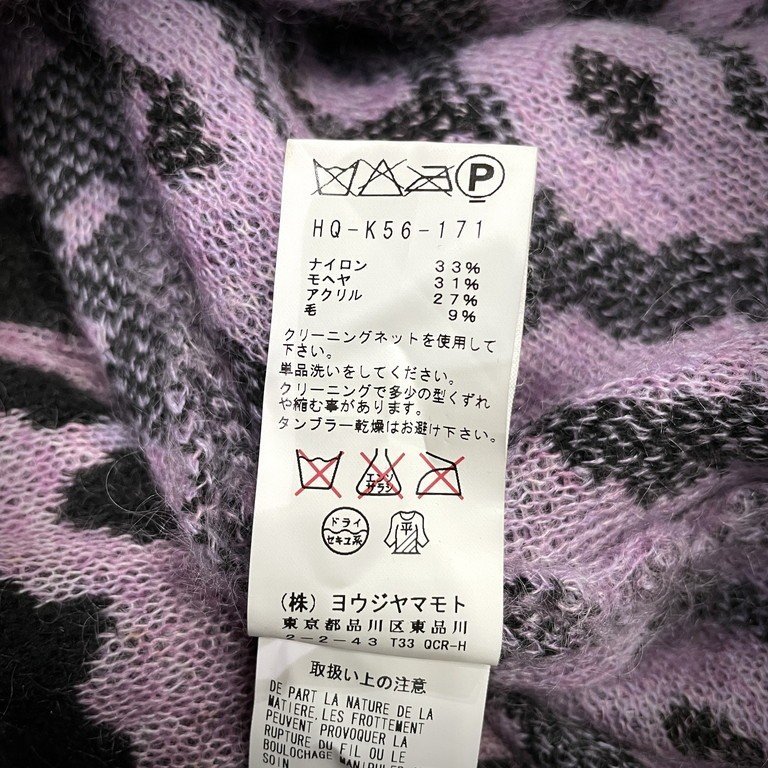 P
HQ-K56-171
ナイロン 33%
モヘヤ 31%
アクリル 27%
毛 9%
クリーニングネットを使用して
下さい。
単品洗いをしてください。
クリーニングで多少の型くずれ
や縮む事があります。
タンブラー乾燥はお避け下さい。
エンソ
サラシ
ドライ
セキユ系
平
(株) ヨウジヤマモト
東京都品川区東品川
2-2-43 T33 QCR-H
取扱い上の注意
DE PART LA NATURE DE LA
MATIERE,LES FROTTEMENT
PEUVENT PROVOQUER LA
RUPTURE DU FIL OU LE
BOULOCHAGE MANIPULER AVEC
SOIN